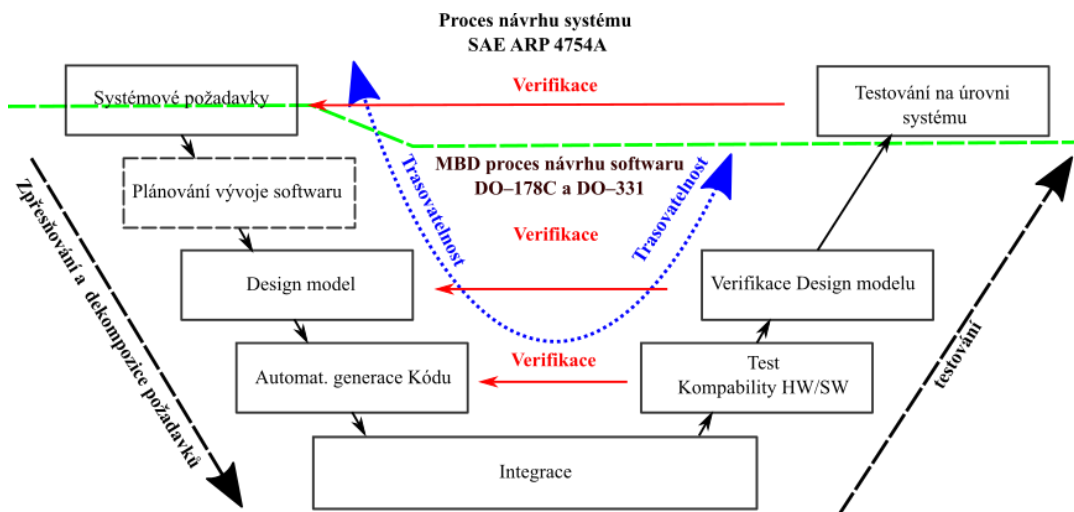 Proces návrhu systému
SAE ARP 4754A
Systémové požadavky
Verifikace
Testování na úrovni
systému
Plánování vývoje softwaru
MBD proces návrhu softwaru
DO–178C a DO–331
Trasovatelnost
Trasovatelnost
Verifikace
Zpřesňování a dekompozice požadavků
Design model
Verifikace Design modelu
testování
Automat. generace Kódu
Verifikace
Test
Kompability HW/SW
Integrace